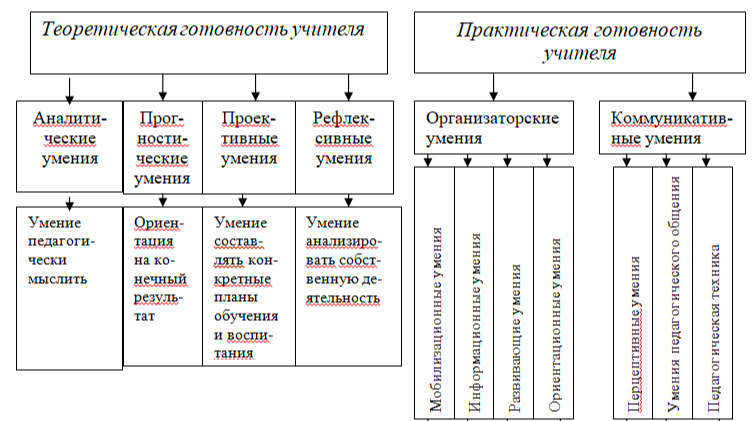 Теоретическая готовность учителя
Практическая готовность
учителя
Аналити-
ческие
умения
Прог-
ности-
ческие
умения
Проек-
тивные
умения
Рефлек-
сивные
умения
Организаторские
умения
Коммуникатив-
ные умения
Умение
педагоги-
чески
мыслить
Ориен-
тация
на ко-
нечный
резуль-
тат
Умение
состав-
лять кон-
кретные
планы
обучения
и воспи-
тания
Умение
анализиро-
вать собст-
венную де-
ятельность
Мобилизационные умения
Информационные умения
Развивающие умения
Ориентационные умения
Перцептивные умения
Умения педагогического общения
Педагогическая техника